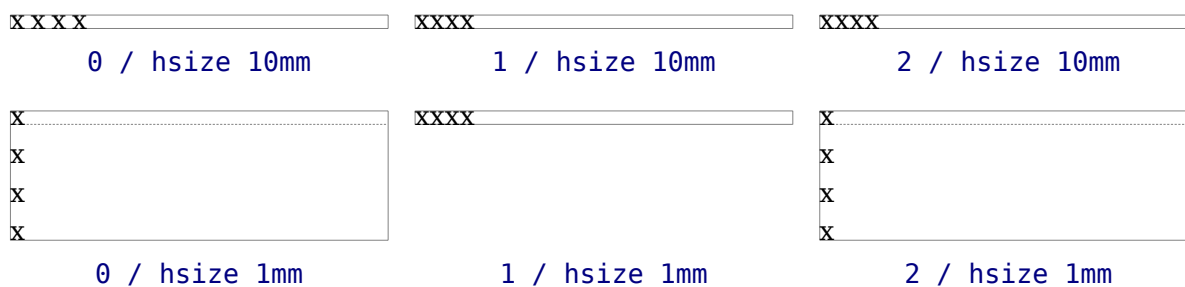 x x x x xxxx xxxx
0 / hsize 10mm 1 / hsize 10mm 2 / hsize 10mm
x xxxx x
x x
x x
x x
0 / hsize 1mm 1 / hsize 1mm 2 / hsize 1mm